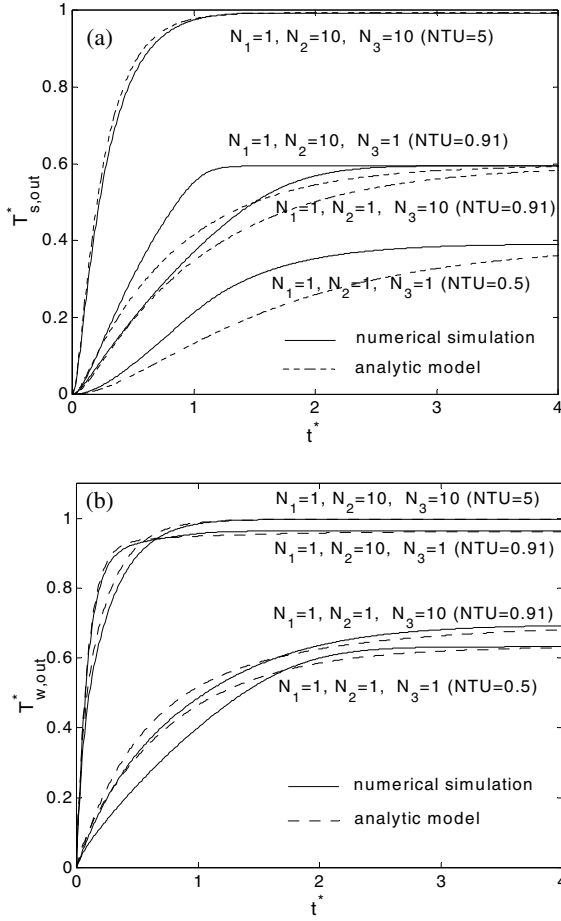 (a)
1
0.8
0.6
0.4
0.2
0
T*s,out
N1=1, N2=10, N3=10 (NTU=5)
N1=1, N2=10, N3=1 (NTU=0.91)
N1=1, N2=1, N3=10 (NTU=0.91)
N1=1, N2=1, N3=1 (NTU=0.5)
numerical simulation
analytic model
0 1 2 3 4
t*
(b)
1
0.8
0.6
0.4
0.2
0
T*w,out
N1=1, N2=10, N3=10 (NTU=5)
N1=1, N2=10, N3=1 (NTU=0.91)
N1=1, N2=1, N3=10 (NTU=0.91)
N1=1, N2=1, N3=1 (NTU=0.5)
numerical simulation
analytic model
0 1 2 3 4
t*